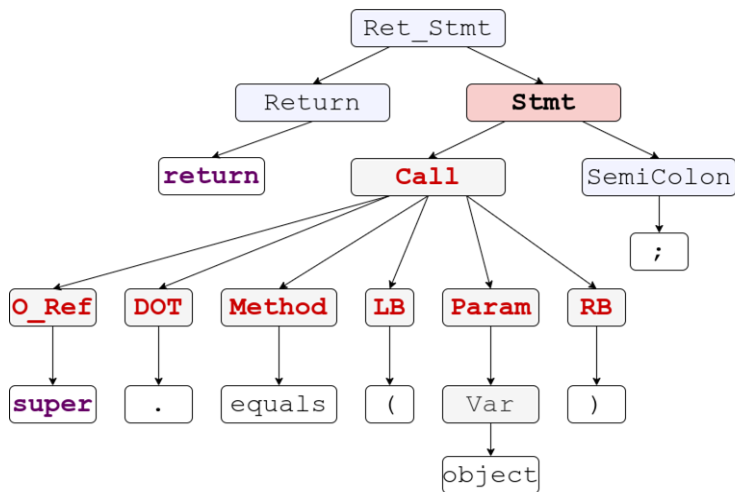 Ret_Stmt
Return Stmt
return Call SemiColon
;
O_Ref DOT Method LB Param RB
super . equals ( Var )
object